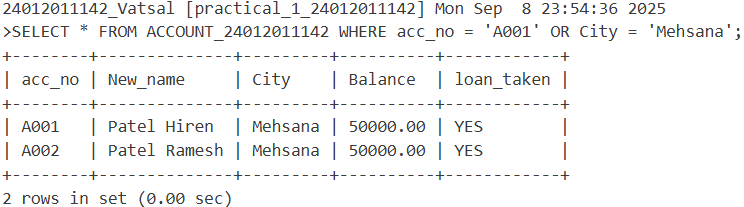 24012011142_Vatsal [practical_1_24012011142] Mon Sep  8 23:54:36 2025
>SELECT * FROM ACCOUNT_24012011142 WHERE acc_no = 'A001' OR City = 'Mehsana';
+--------+--------------+---------+----------+------------+
| acc_no | New_name     | City    | Balance  | loan_taken |
+--------+--------------+---------+----------+------------+
| A001   | Patel Hiren  | Mehsana | 50000.00 | YES        |
| A002   | Patel Ramesh | Mehsana | 50000.00 | YES        |
+--------+--------------+---------+----------+------------+
2 rows in set (0.00 sec)